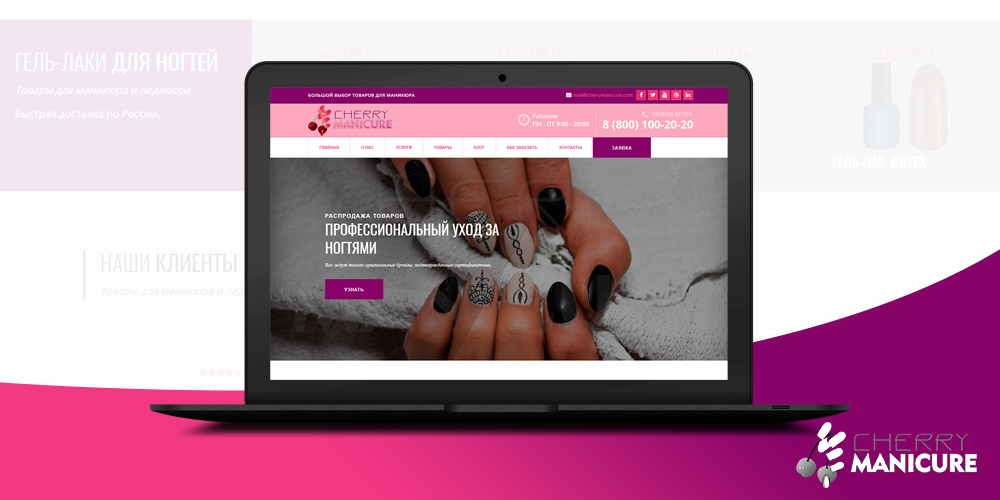 ГЕЛЬ-ЛАКИ ДЛЯ НОГТЕЙ
Товары для маникюра и педикюра
Быстрая доставка по России.
СМОТРЕТЬ
СМОТРЕТЬ
СМОТРЕТЬ
СМОТРЕТЬ
ГЕЛЬ-ЛАК ARTEX
БОЛЬШОЙ ВЫБОР ТОВАРОВ ДЛЯ МАНИКЮРА
mail@cherrymanicure.com
CHERRY
MANICURE
Работаем
ПН - ПТ 9:00 - 20:00
8 (800) 100-20-20
ГЛАВНАЯ
О НАС
УСЛУГИ
ТОВАРЫ
БЛОГ
КАК ЗАКАЗАТЬ
КОНТАКТЫ
ЗАЯВКА
РАСПРОДАЖА ТОВАРОВ
ПРОФЕССИОНАЛЬНЫЙ УХОД ЗА
НОГТЯМИ
Вас ждут только оригинальные бренды, подтвержденные сертификатами.
УЗНАТЬ
НАШИ КЛИЕНТЫ
Товары для маникюра и пед
CHERRY
MANICURE